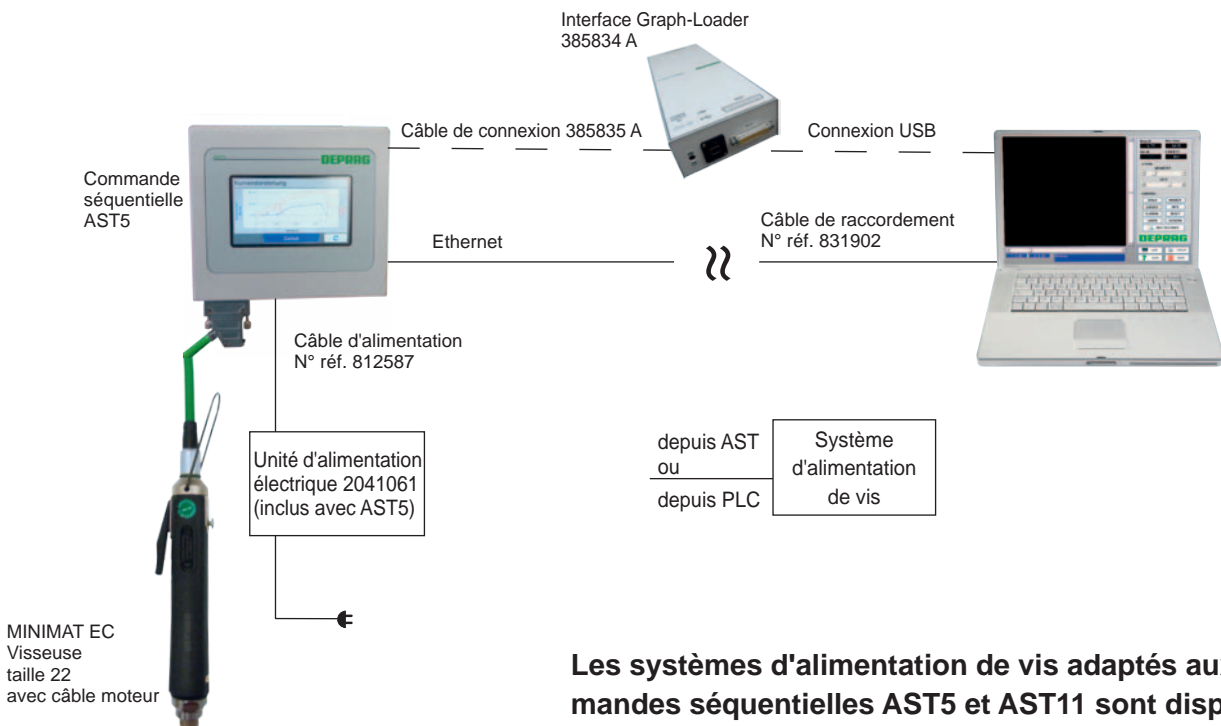 Interface Graph-Loader
385834 A
Câble de connexion 385835 A
Connexion USB
DEPRAG
Commande
séquentielle
AST5
Ethernet
Câble de raccordement
N° réf. 831902
DEPRAG
Câble d'alimentation
N° réf. 812587
Unité d'alimentation
électrique 2041061
(inclus avec AST5)
depuis AST
ou
depuis PLC
Système
d'alimentation
de vis
MINIMAT EC
Visseuse
taille 22
avec câble moteur
Les systèmes d'alimentation de vis adaptés aux
mandes séquentielles AST5 et AST11 sont disp